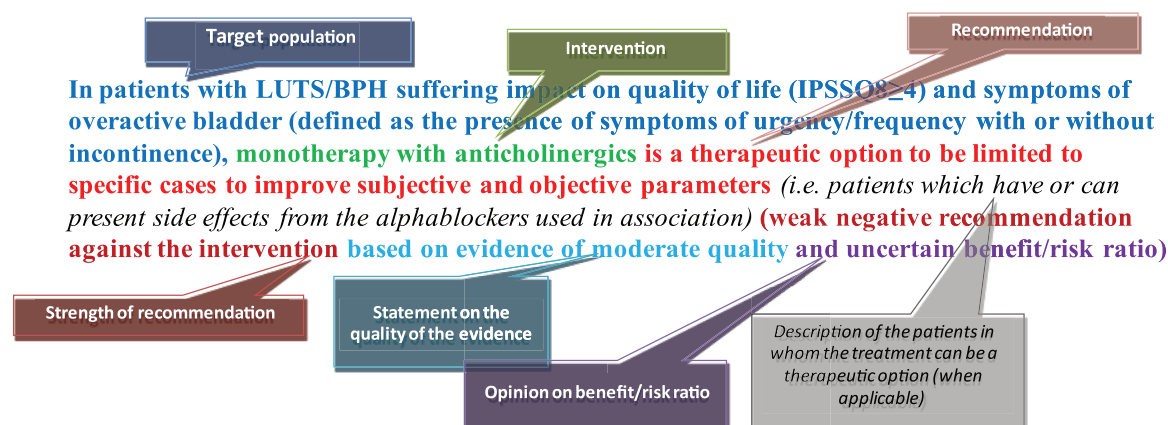 Target population
Intervention
Recommendation
In patients with LUTS/BPH suffering impact on quality of life (IPSSQ8≥4) and symptoms of
overactive bladder (defined as the presence of symptoms of urgency/frequency with or without
incontinence), monotherapy with anticholinergics is a therapeutic option to be limited to
specific cases to improve subjective and objective parameters (i.e. patients which have or can
present side effects from the alphablockers used in association) (weak negative recommendation
against the intervention based on evidence of moderate quality and uncertain benefit/risk ratio)
Strength of recommendation
Statement on the
quality of the evidence
Opinion on benefit/risk ratio
Description of the patients in
whom the treatment can be a
therapeutic option (when
applicable)